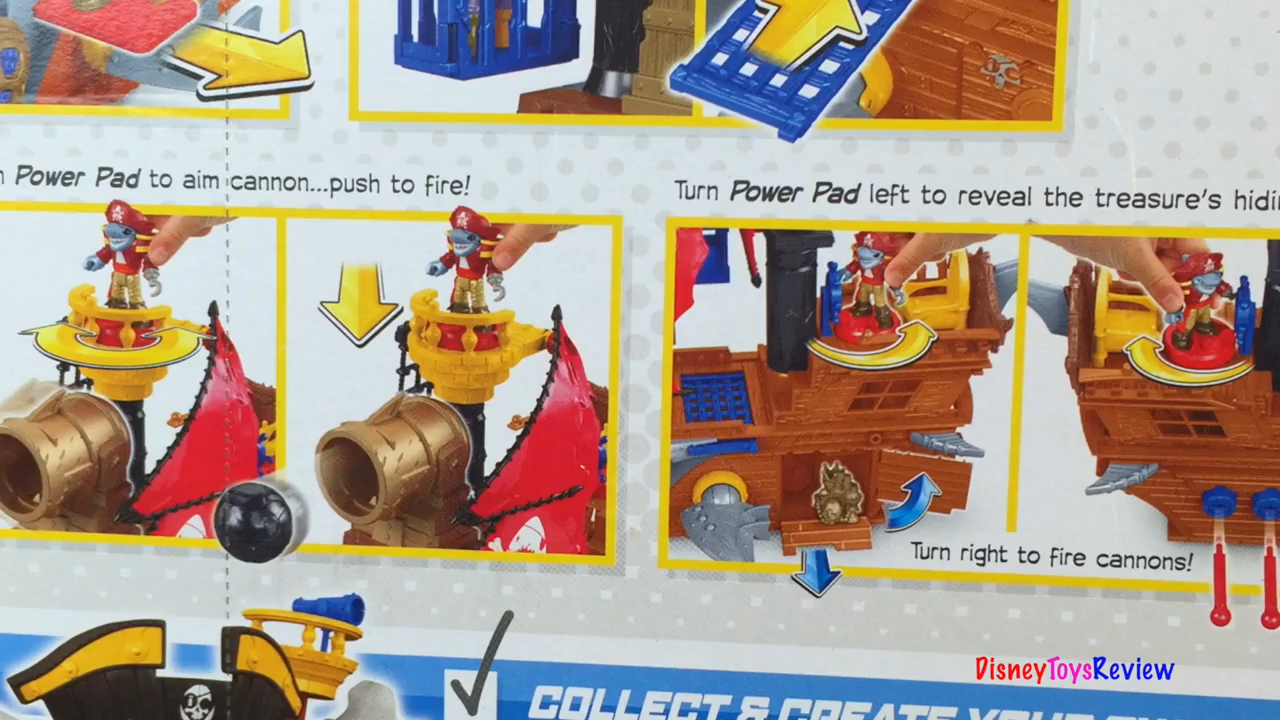 Power Pad to aim cannon...push to fire!
Turn Power Pad left to reveal the treasure's
Turn right to fire cannons!
DisneyToysReview
COLLECT & CREATE YOUR